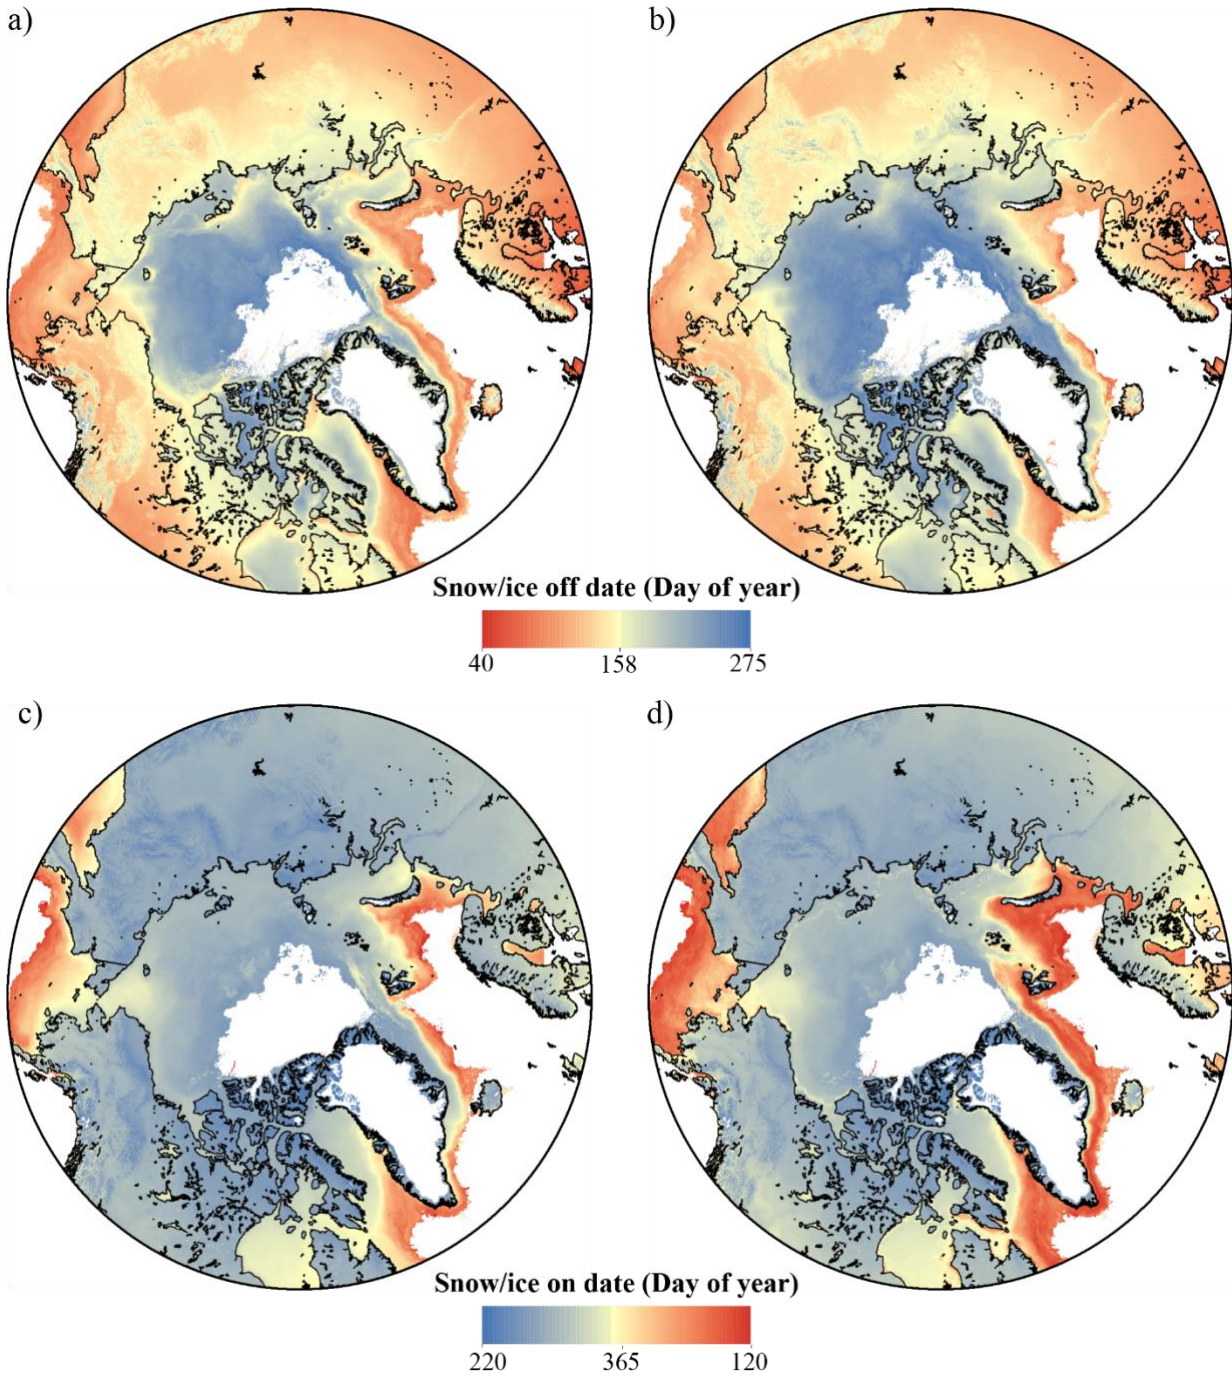 a)
b)
Snow/ice off date (Day of year)
40 158 275
c)
d)
Snow/ice on date (Day of year)
220 365 120